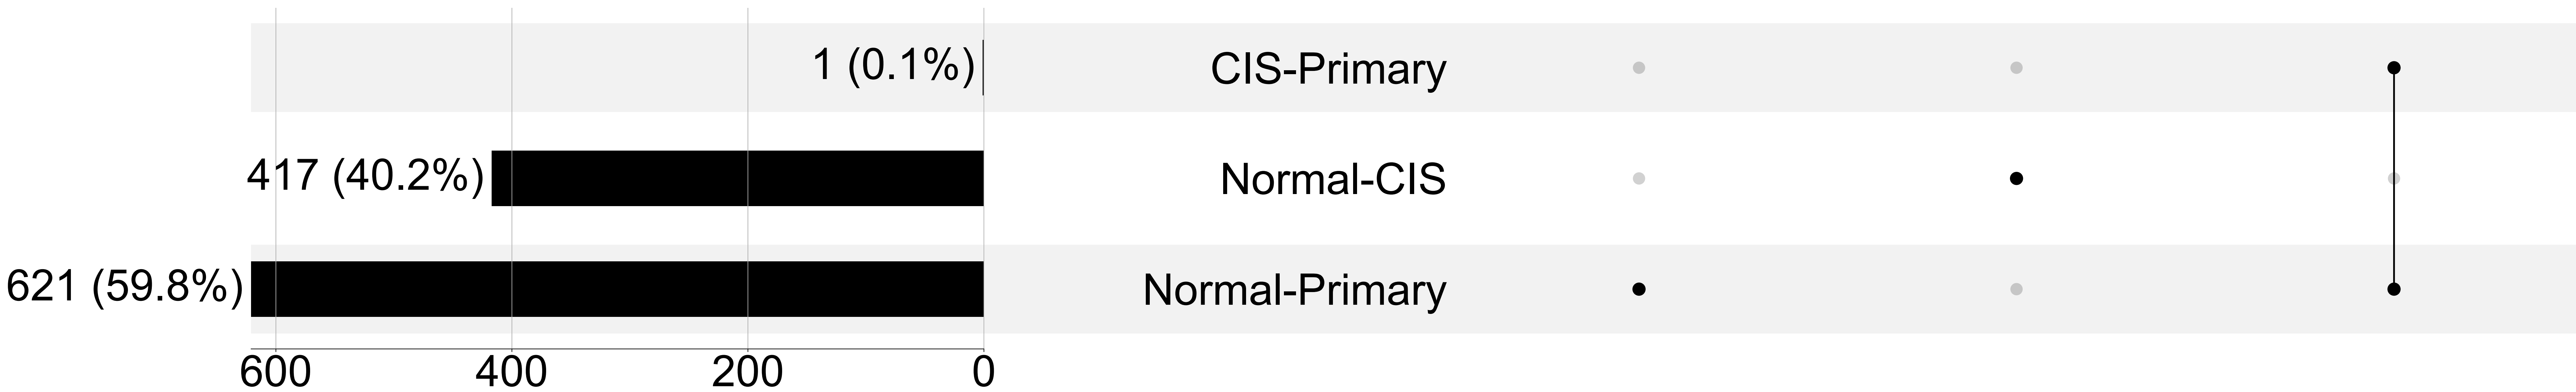 1 (0.1%) CIS-Primary
417 (40.2%) Normal-CIS
621 (59.8%) Normal-Primary
600 400 200 0